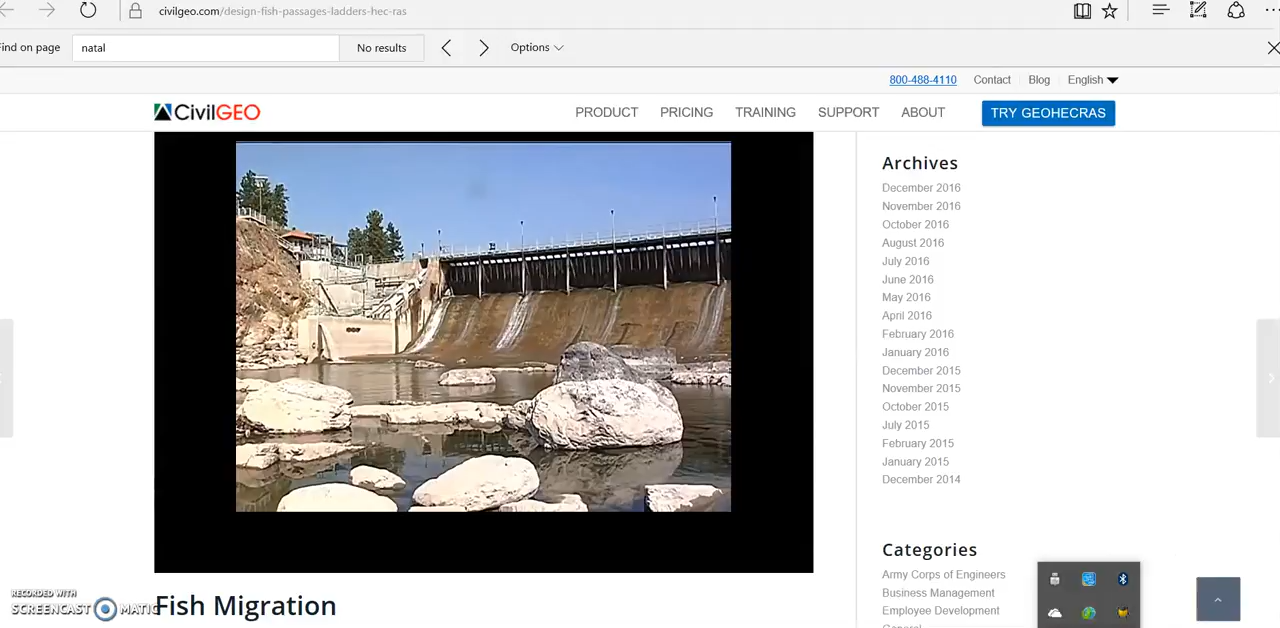 civilgeo.com/design-fish-passages-ladders-hec-ras
Find on page natal No results Options
800-488-4110 Contact Blog English
CivilGEO PRODUCT PRICING TRAINING SUPPORT ABOUT TRY GEOHECRAS
Archives
December 2016
November 2016
October 2016
August 2016
July 2016
June 2016
May 2016
April 2016
February 2016
January 2016
December 2015
November 2015
October 2015
July 2015
February 2015
January 2015
December 2014
Categories
Army Corps of Engineers
Business Management
Employee Development
General
RECORDED WITH
SCREENCAST MATIC
Fish Migration